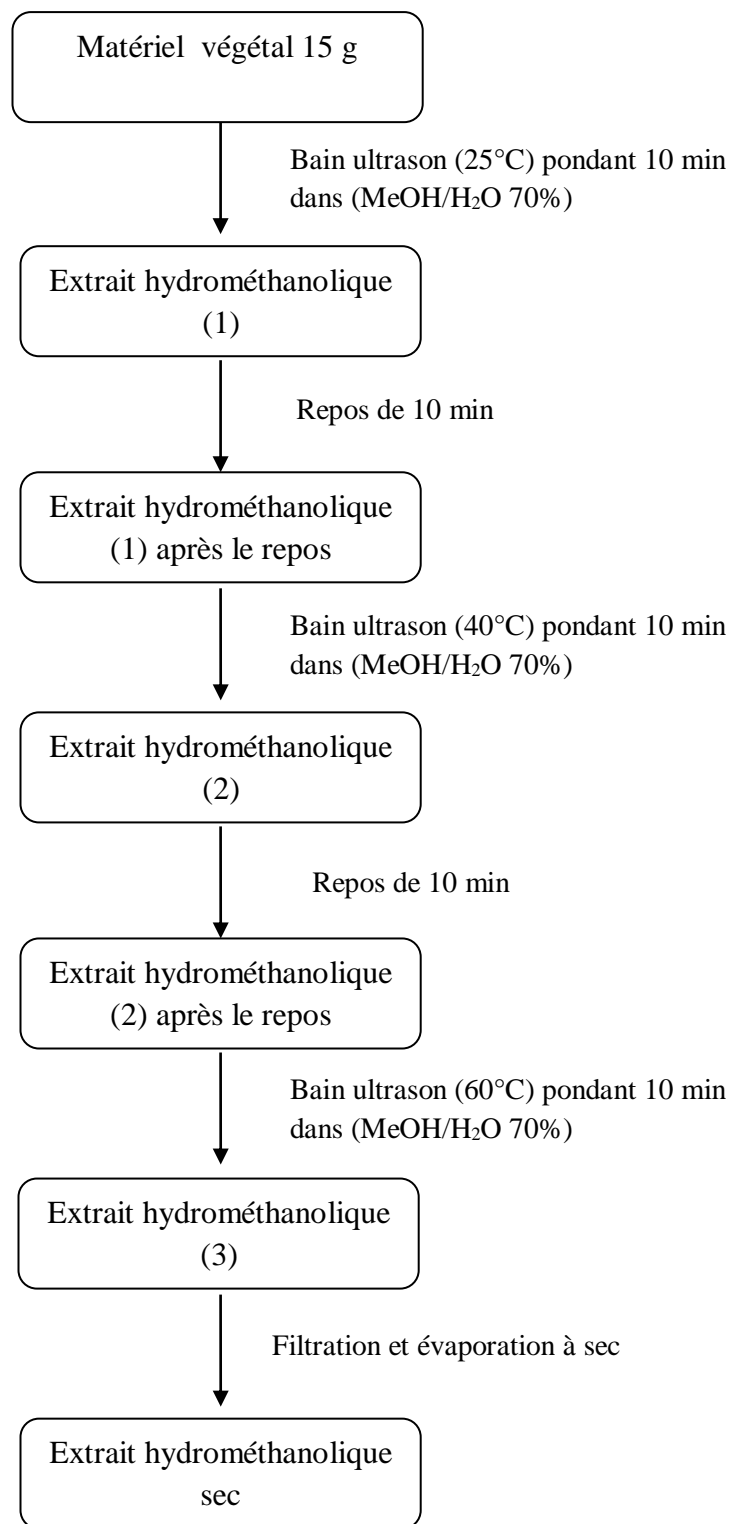 Matériel végétal 15 g
Bain ultrason (25°C) pondant 10 min
dans (MeOH/H₂O 70%)
Extrait hydrométhanolique
(1)
Repos de 10 min
Extrait hydrométhanolique
(1) après le repos
Bain ultrason (40°C) pondant 10 min
dans (MeOH/H₂O 70%)
Extrait hydrométhanolique
(2)
Repos de 10 min
Extrait hydrométhanolique
(2) après le repos
Bain ultrason (60°C) pondant 10 min
dans (MeOH/H₂O 70%)
Extrait hydrométhanolique
(3)
Filtration et évaporation à sec
Extrait hydrométhanolique
sec